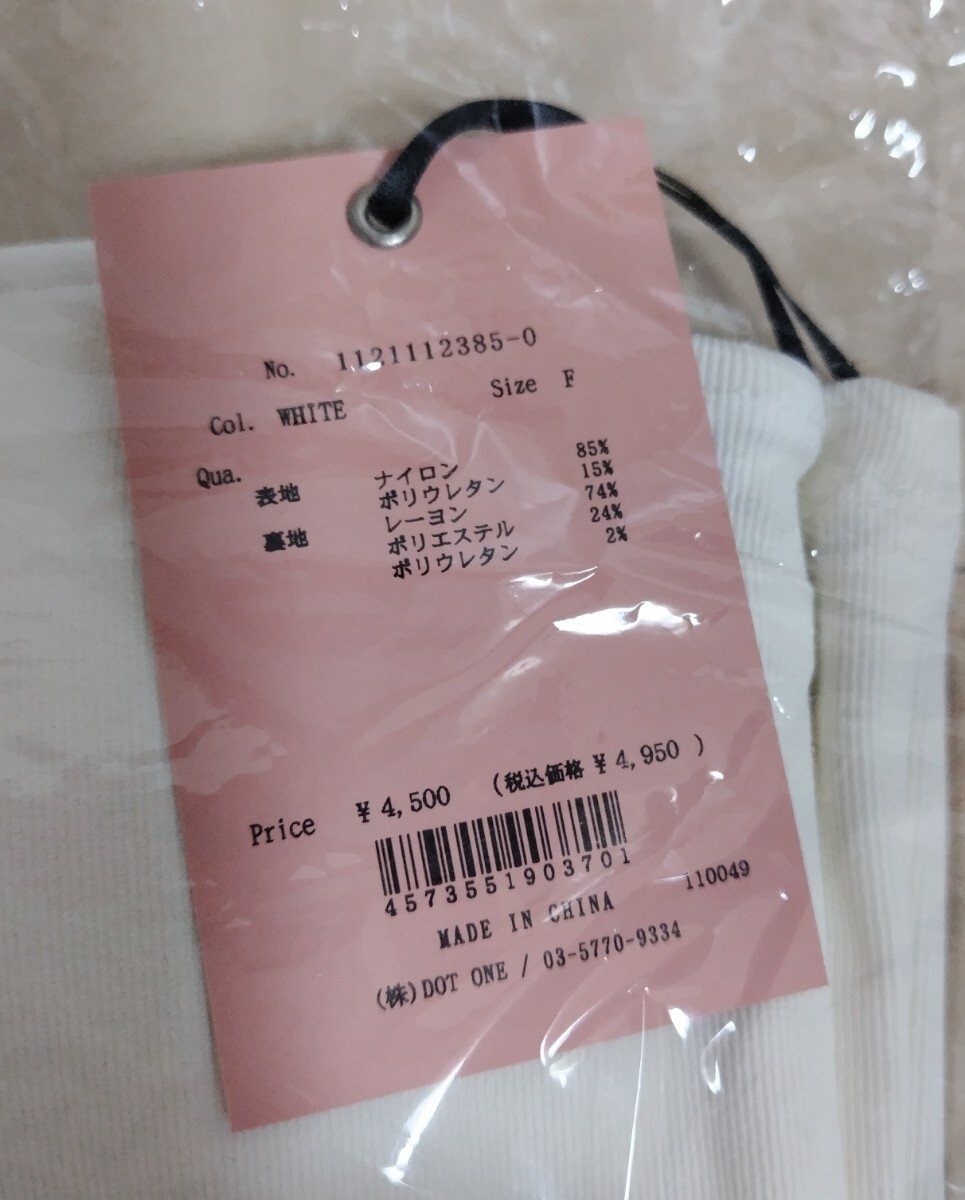 No. 1121112385-0
Col. WHITE Size F
Qua.
表地 ナイロン 85%
ポリウレタン 15%
レーヨン 74%
裏地 ポリエステル 24%
ポリウレタン 2%
Price ¥4,500 (税込価格 ¥4,950 )
4573551903701
110049
MADE IN CHINA
(株)DOT ONE / 03-5770-9334